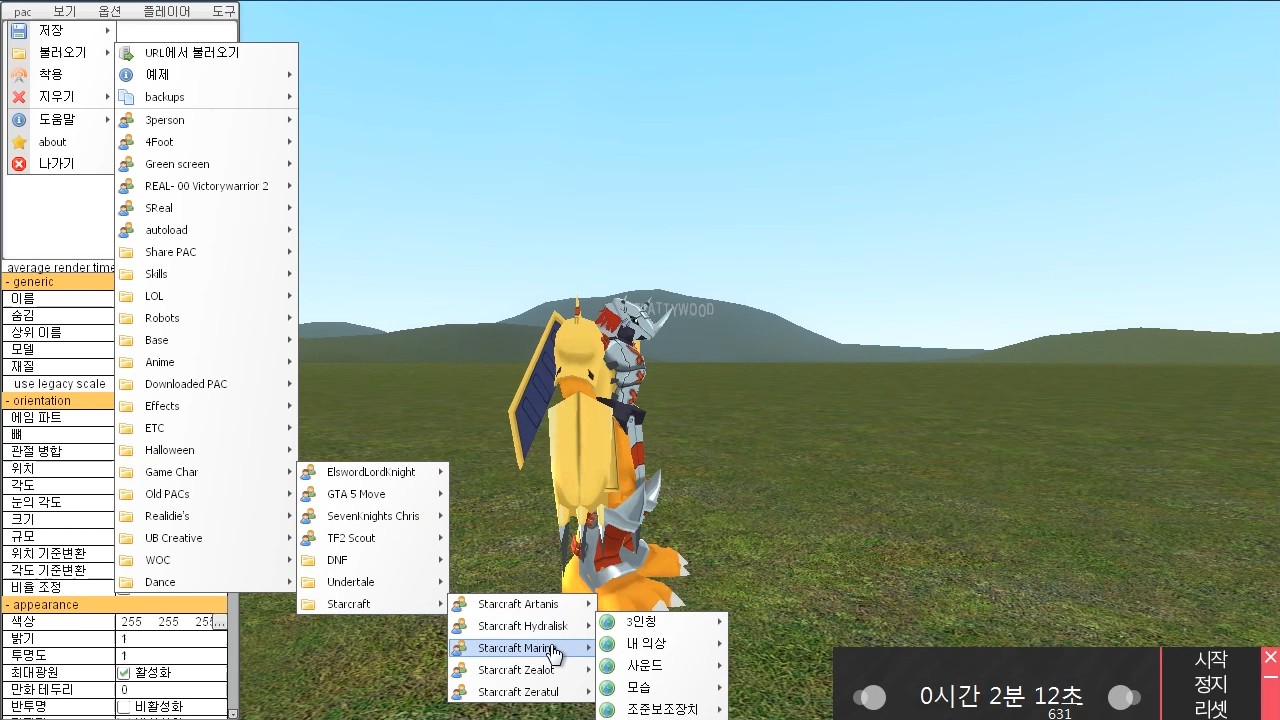 pac 보기 옵션 플레이어 도구
저장
불러오기
착용
지우기
도움말
about
나가기
URL에서 불러오기
예제
backups
3person
4Foot
Green screen
REAL- 00 Victorywarrior 2
SReal
autoload
Share PAC
Skills
LOL
Robots
Base
Anime
Downloaded PAC
Effects
ETC
Halloween
Game Char
Old PACs
Realidie's
UB Creative
WOC
Dance
average render time
- generic
이름
숨김
상위 이름
모델
재질
use legacy scale
- orientation
에임 파트
뼈
관절 병합
위치
각도
눈의 각도
크기
규모
위치 기준변환
각도 기준변환
비율 조정
- appearance
색상 255 255 255 ...
밝기 1
투명도 1
최대광원 활성화
만화 테두리 0
반투명 비활성화
ElswordLordKnight
GTA 5 Move
SevenKnights Chris
TF2 Scout
DNF
Undertale
Starcraft
Starcraft Artanis
Starcraft Hydralisk
Starcraft Marine
Starcraft Zealot
Starcraft Zeratul
3인칭
내 의상
사운드
모습
조준보조장치
0시간 2분 12초
631
시작
정지
리셋